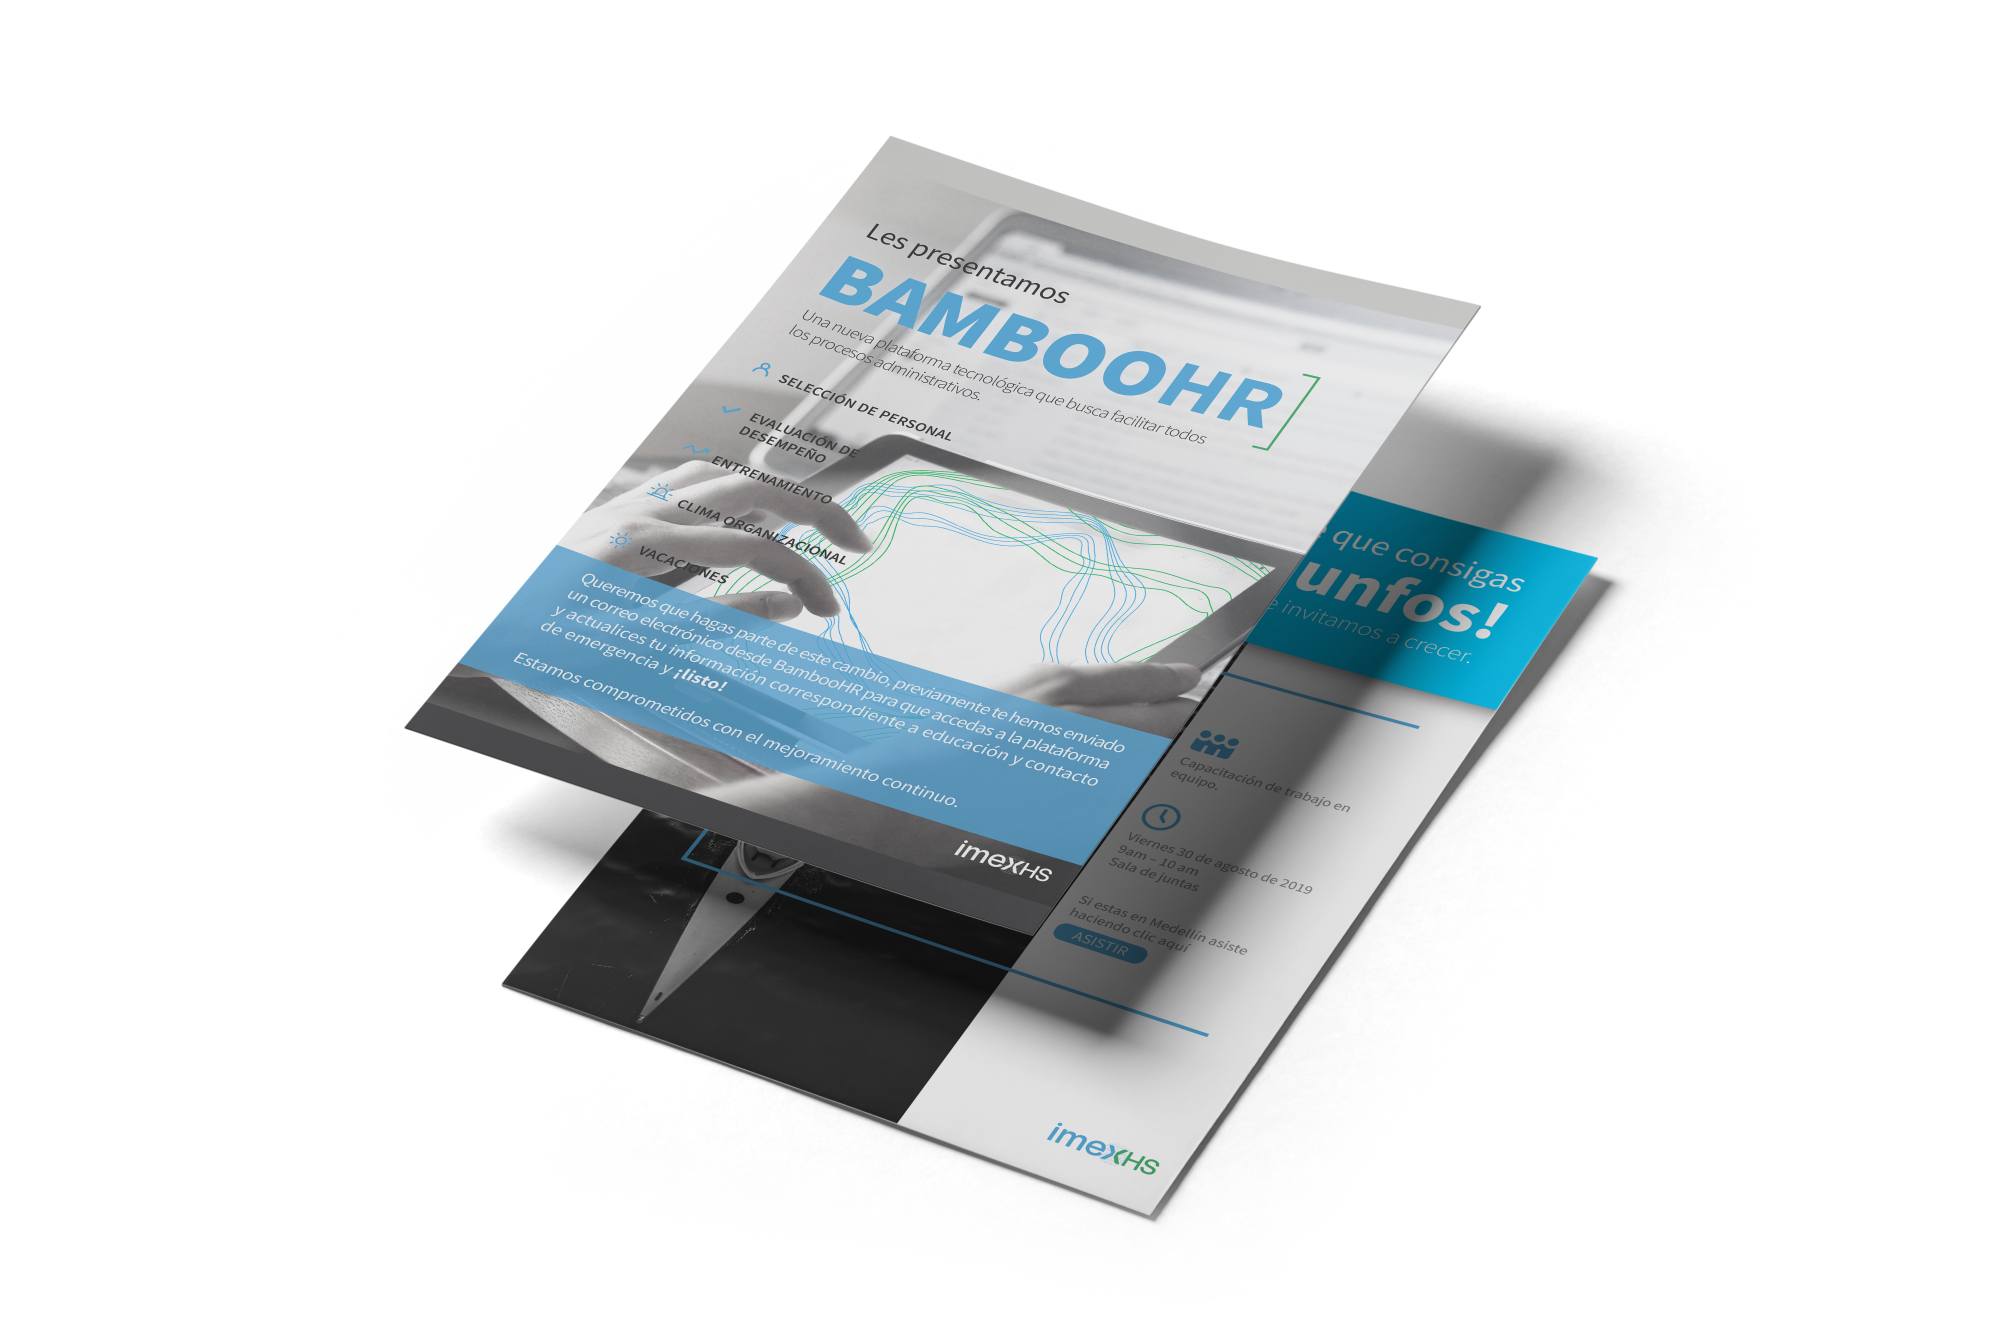 Les presentamos
BAMBOOHR
Una nueva plataforma tecnológica que busca facilitar todos
los procesos administrativos.
SELECCIÓN DE PERSONAL
EVALUACIÓN DE
DESEMPEÑO
ENTRENAMIENTO
CLIMA ORGANIZACIONAL
VACACIONES
Queremos que hagas parte de este cambio, previamente te hemos enviado
un correo electrónico desde BambooHR para que accedas a la plataforma
y actualices tu información correspondiente a educación y contacto
de emergencia y ¡listo!
Estamos comprometidos con el mejoramiento continuo.
imexHS
que consigas
unfos!
invitamos a crecer.
Capacitación de trabajo en
equipo.
Viernes 30 de agosto de 2019
9am – 10 am
Sala de juntas
Si estas en Medellín asiste
haciendo clic aquí
ASISTIR
imexHS